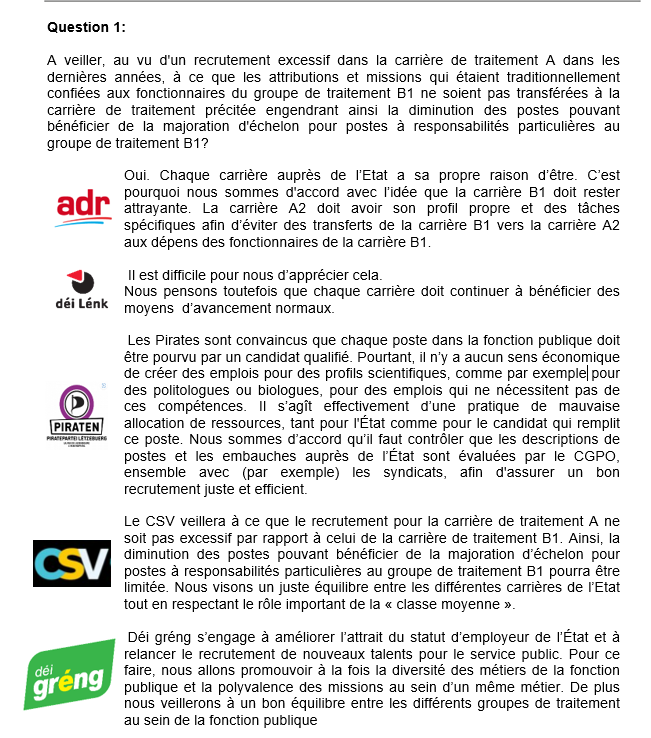 Question 1:
A veiller, au vu d'un recrutement excessif dans la carrière de traitement A dans les
dernières années, à ce que les attributions et missions qui étaient traditionnellement
confiées aux fonctionnaires du groupe de traitement B1 ne soient pas transférées à la
carrière de traitement précitée engendrant ainsi la diminution des postes pouvant
bénéficier de la majoration d'échelon pour postes à responsabilités particulières au
groupe de traitement B1?
Oui. Chaque carrière auprès de l'Etat a sa propre raison d'être. C'est
pourquoi nous sommes d'accord avec l'idée que la carrière B1 doit rester
attrayante. La carrière A2 doit avoir son profil propre et des tâches
spécifiques afin d'éviter des transferts de la carrière B1 vers la carrière A2
aux dépens des fonctionnaires de la carrière B1.
adr
Il est difficile pour nous d'apprécier cela.
Nous pensons toutefois que chaque carrière doit continuer à bénéficier des
moyens d'avancement normaux.
déi Lénk
Les Pirates sont convaincus que chaque poste dans la fonction publique doit
être pourvu par un candidat qualifié. Pourtant, il n'y a aucun sens économique
de créer des emplois pour des profils scientifiques, comme par exemple pour
des politologues ou biologues, pour des emplois qui ne nécessitent pas de
ces compétences. Il s'agît effectivement d'une pratique de mauvaise
allocation de ressources, tant pour l'État comme pour le candidat qui remplit
ce poste. Nous sommes d'accord qu'il faut contrôler que les descriptions de
postes et les embauches auprès de l'État sont évaluées par le CGPO,
ensemble avec (par exemple) les syndicats, afin d'assurer un bon
recrutement juste et efficient.
PIRATEN
PIRATEPARTEI LËTZEBUERG
Le CSV veillera à ce que le recrutement pour la carrière de traitement A ne
soit pas excessif par rapport à celui de la carrière de traitement B1. Ainsi, la
diminution des postes pouvant bénéficier de la majoration d'échelon pour
postes à responsabilités particulières au groupe de traitement B1 pourra être
limitée. Nous visons un juste équilibre entre les différentes carrières de l'Etat
tout en respectant le rôle important de la « classe moyenne ».
CSV
Déi gréng s'engage à améliorer l'attrait du statut d'employeur de l'État et à
relancer le recrutement de nouveaux talents pour le service public. Pour ce
faire, nous allons promouvoir à la fois la diversité des métiers de la fonction
publique et la polyvalence des missions au sein d'un même métier. De plus
nous veillerons à un bon équilibre entre les différents groupes de traitement
au sein de la fonction publique
déi
gréng